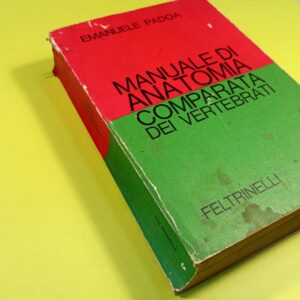 EMANUELE PADOA
MANUALE DI
ANATOMIA
COMPARATA
DEI VERTEBRATI
FELTRINELLI